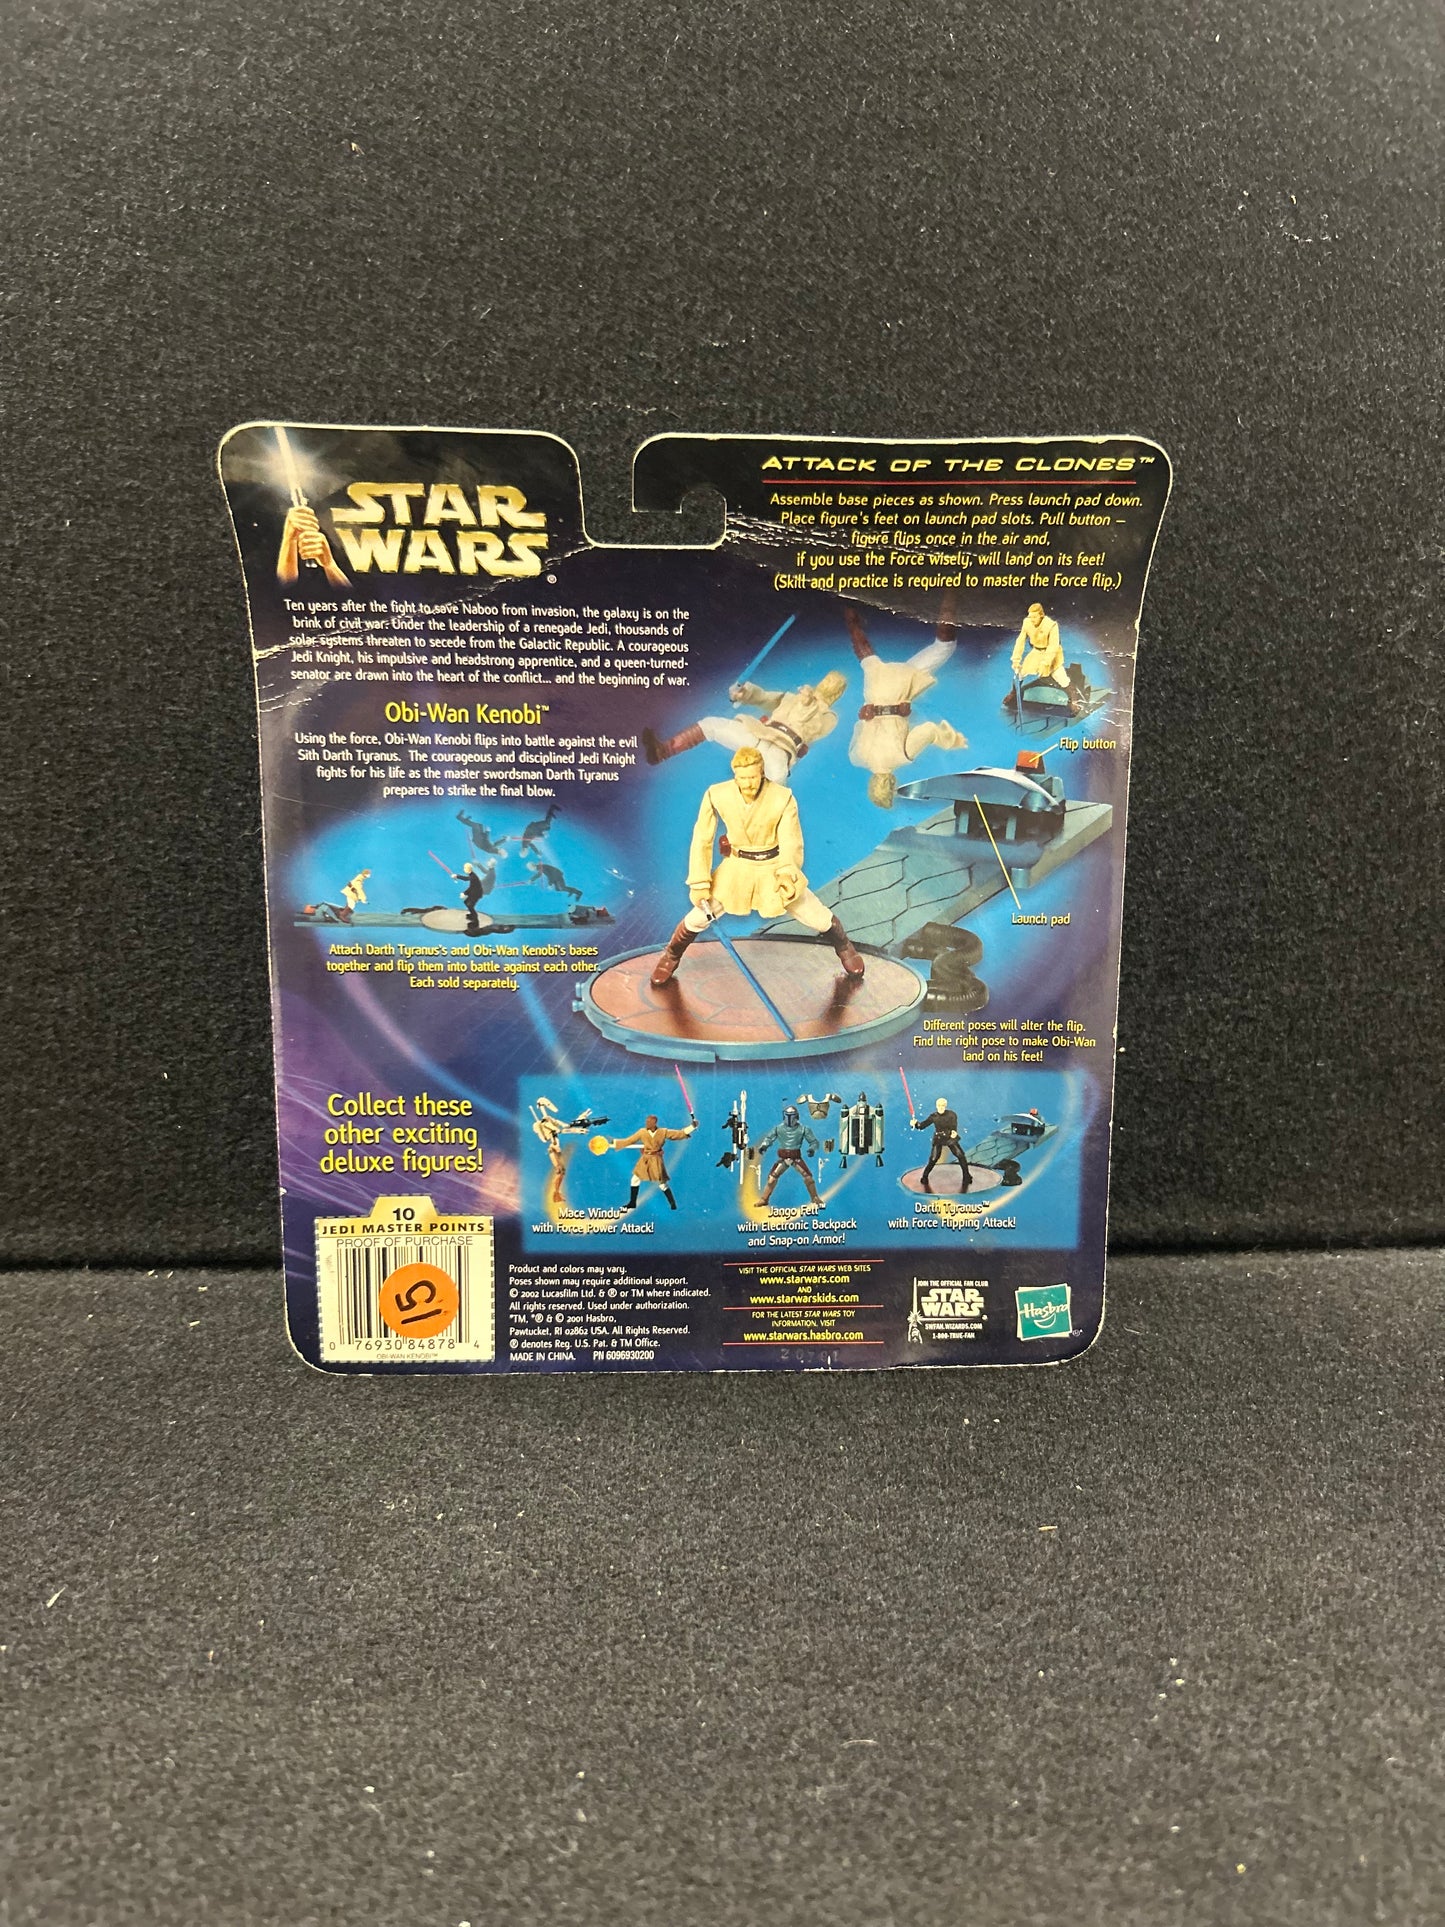 STAR
WARS®
Ten years after the fight to save Naboo from invasion, the galaxy is on the
brink of civil war. Under the leadership of a renegade Jedi, thousands of
solar systems threaten to secede from the Galactic Republic. A courageous
Jedi Knight, his impulsive and headstrong apprentice, and a queen-turned-
senator are drawn into the heart of the conflict... and the beginning of war.
Obi-Wan Kenobi™
Using the force, Obi-Wan Kenobi flips into battle against the evil
Sith Darth Tyranus. The courageous and disciplined Jedi Knight
fights for his life as the master swordsman Darth Tyranus
prepares to strike the final blow.
Attach Darth Tyranus's and Obi-Wan Kenobi's bases
together and flip them into battle against each other.
Each sold separately.
ATTACK OF THE CLONES™
Assemble base pieces as shown. Press launch pad down.
Place figure's feet on launch pad slots. Pull button –
figure flips once in the air and,
if you use the Force wisely, will land on its feet!
(Skill and practice is required to master the Force flip.)
Flip button
Launch pad
Different poses will alter the flip.
Find the right pose to make Obi-Wan
land on his feet!
Collect these
other exciting
deluxe figures!
Mace Windu™
with Force Power Attack!
Jango Fett™
with Electronic Backpack
and Snap-on Armor!
Darth Tyranus™
with Force Flipping Attack!
10
JEDI MASTER POINTS
PROOF OF PURCHASE
15
0 76930 84878 4
OBI-WAN KENOBI™
Product and colors may vary.
Poses shown may require additional support.
© 2002 Lucasfilm Ltd. & ® or TM where indicated.
All rights reserved. Used under authorization.
*TM, *® & © 2001 Hasbro,
Pawtucket, RI 02862 USA. All Rights Reserved.
® denotes Reg. U.S. Pat. & TM Office.
MADE IN CHINA. PN 6096930200
VISIT THE OFFICIAL STAR WARS WEB SITES
www.starwars.com
AND
www.starwarskids.com
FOR THE LATEST STAR WARS TOY
INFORMATION, VISIT
www.starwars.hasbro.com
JOIN THE OFFICIAL FAN CLUB
STAR
WARS
SWFAN.WIZARDS.COM
1-800-TRUE-FAN
Hasbro
®*